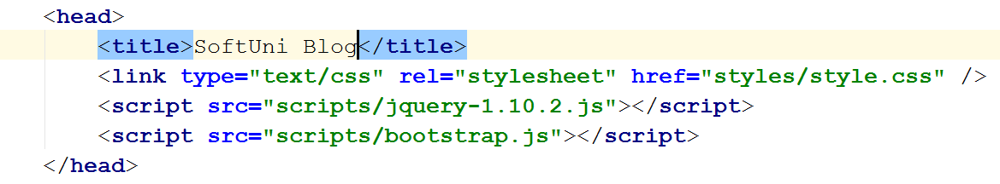 <head>
<title>SoftUni Blog</title>
<link type="text/css" rel="stylesheet" href="styles/style.css" />
<script src="scripts/jquery-1.10.2.js"></script>
<script src="scripts/bootstrap.js"></script>
</head>